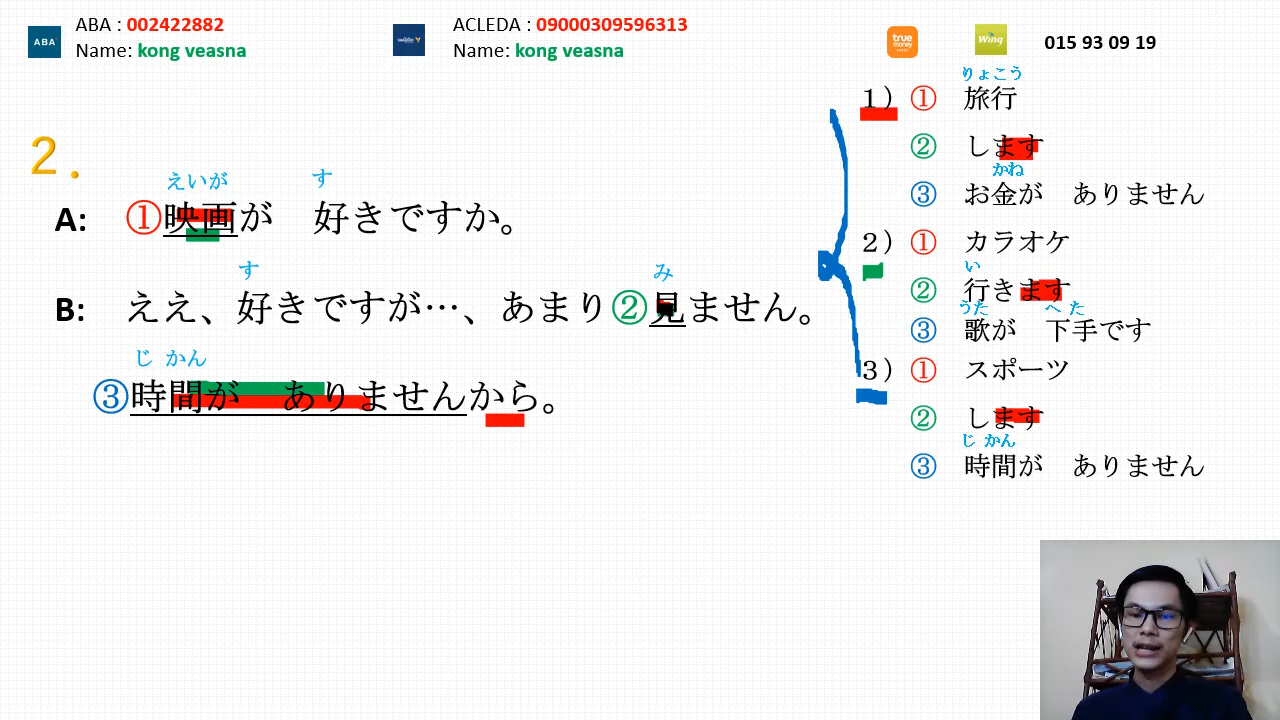 ABA : 002422882
Name: kong veasna
ABA
ACLEDA : 09000309596313
Name: kong veasna
true money
Wing
015 93 09 19
2.
えいが す
A: ①映画が 好きですか。
す み
B: ええ、好きですが…、あまり②見ません。
じ かん
③時間が ありませんから。
りょこう
1) ① 旅行
② します
かね
③ お金が ありません
2) ① カラオケ
い
② 行きます
うた へ た
③ 歌が 下手です
3) ① スポーツ
② します
じ かん
③ 時間が ありません